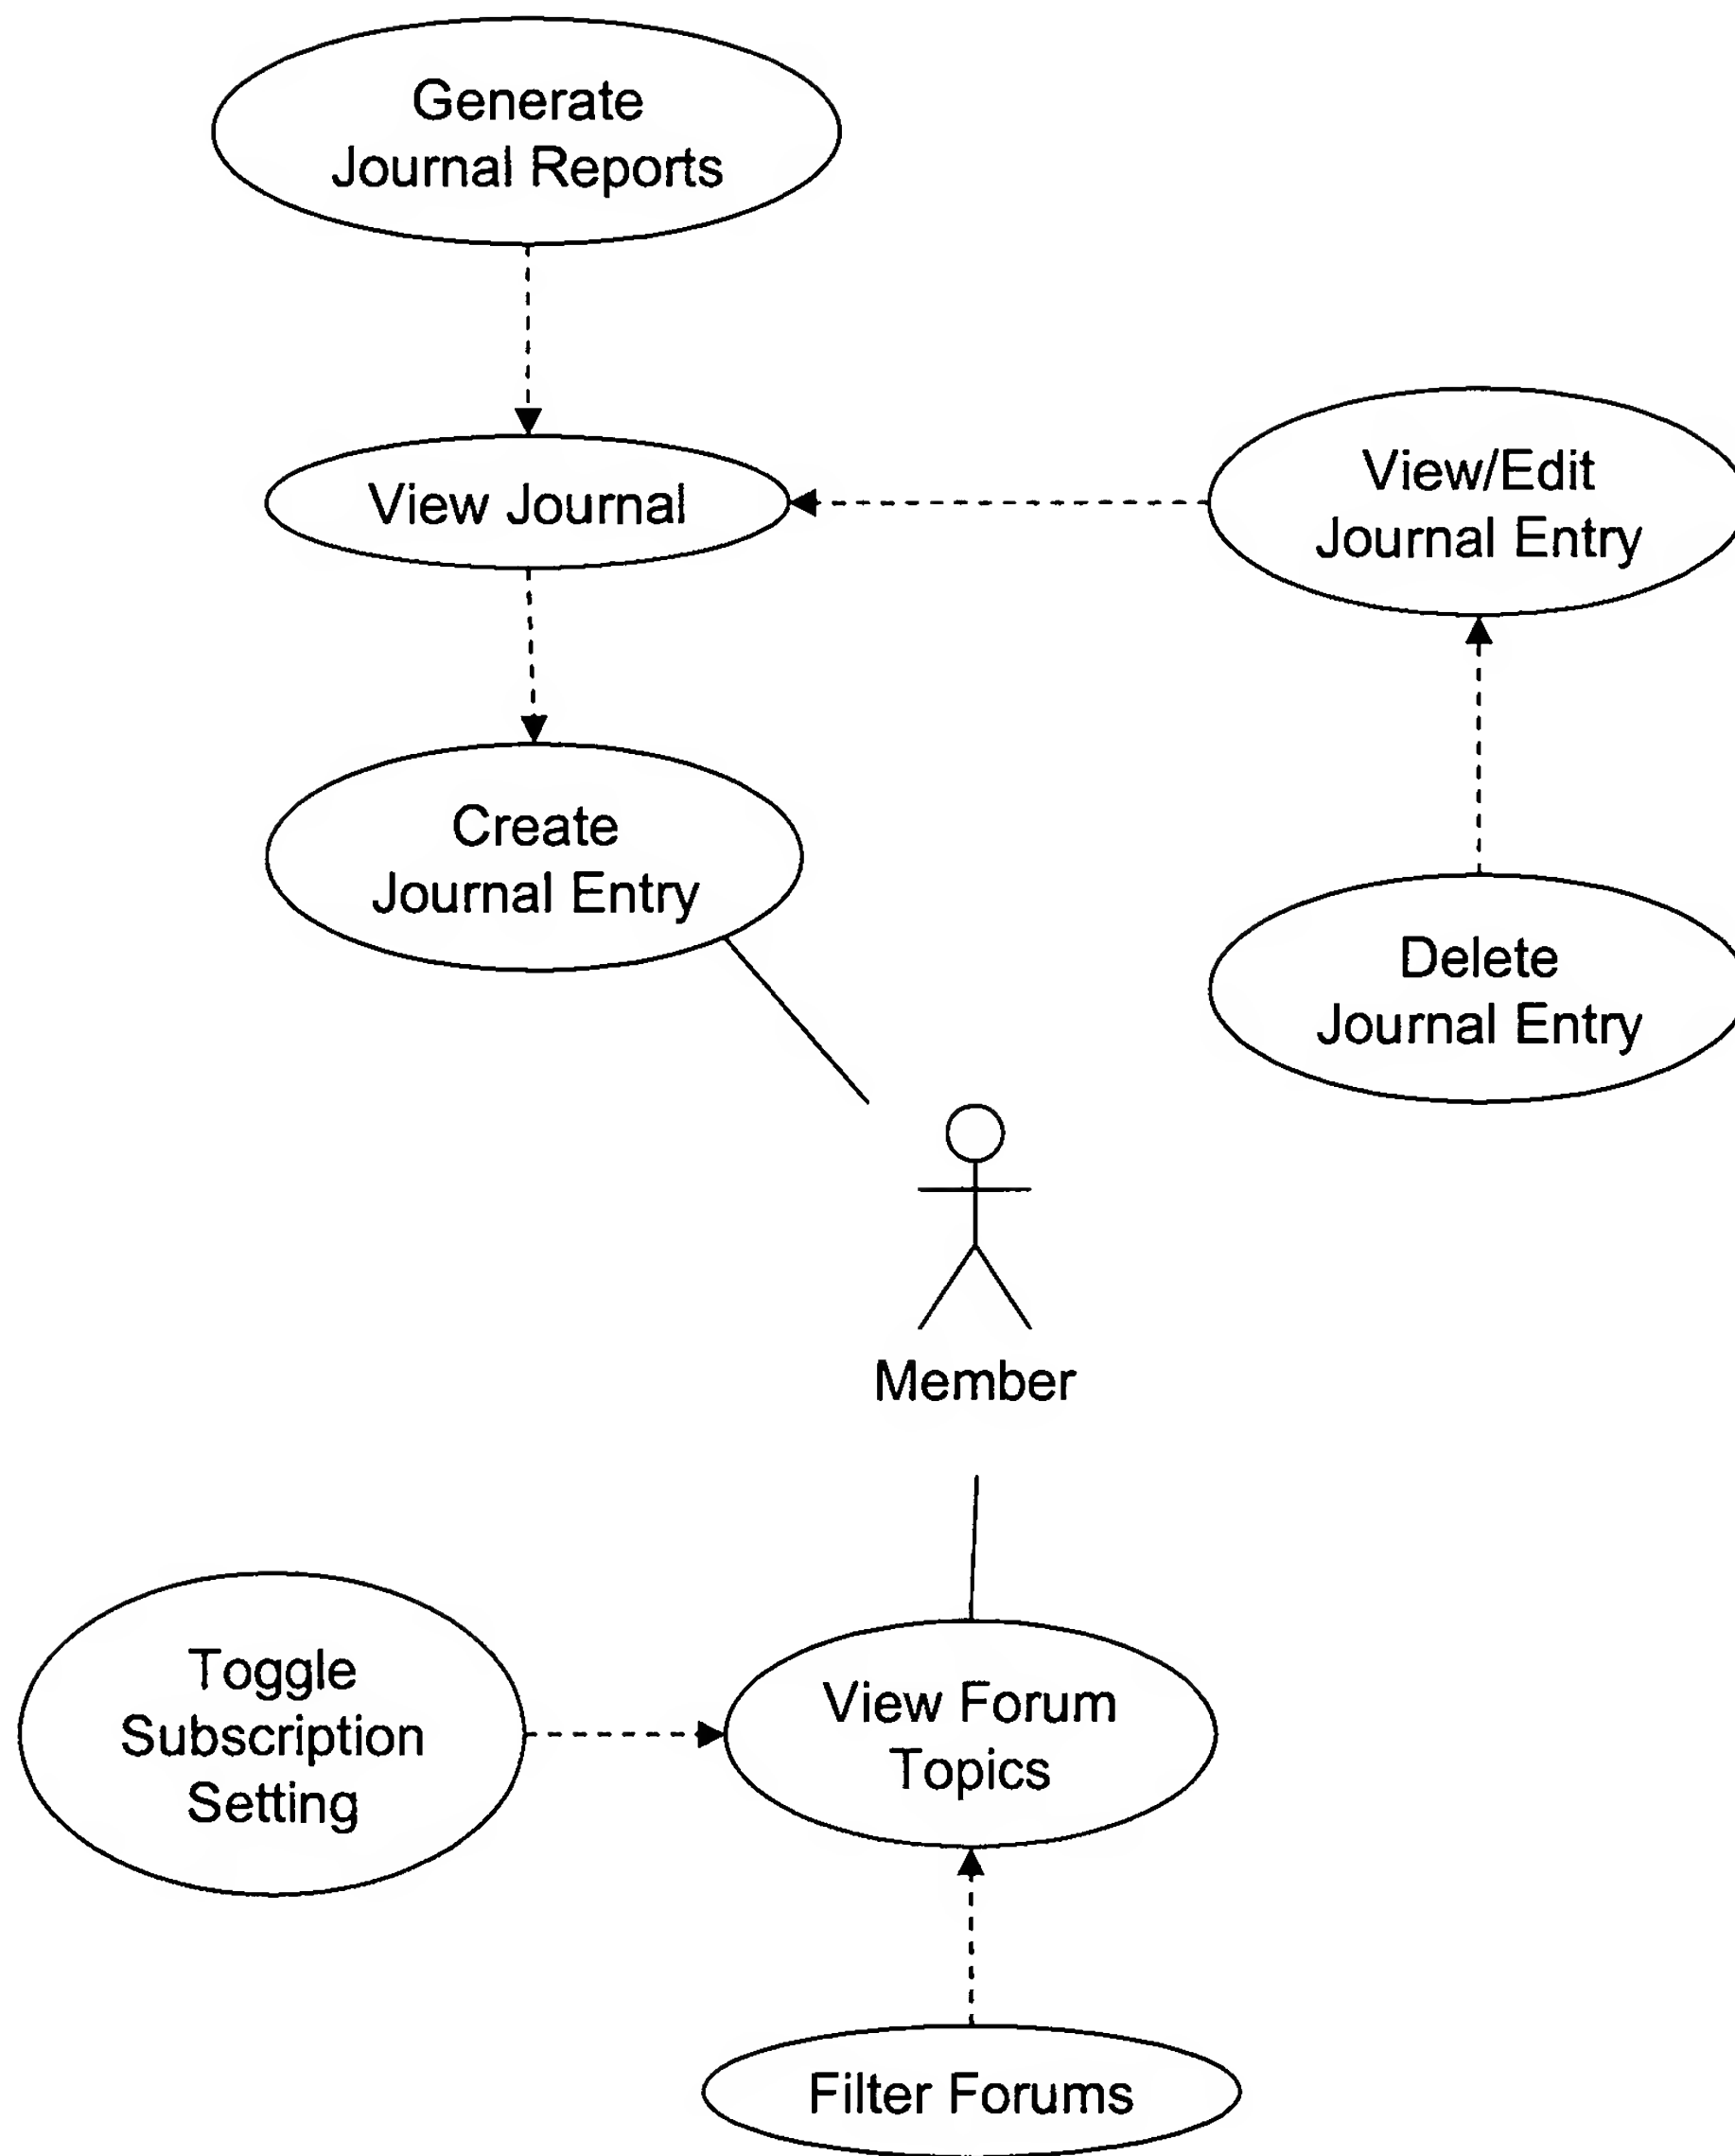 Generate
Journal Reports
View Journal
View/Edit
Journal Entry
Create
Journal Entry
Delete
Journal Entry
Member
Toggle
Subscription
Setting
View Forum
Topics
Filter Forums